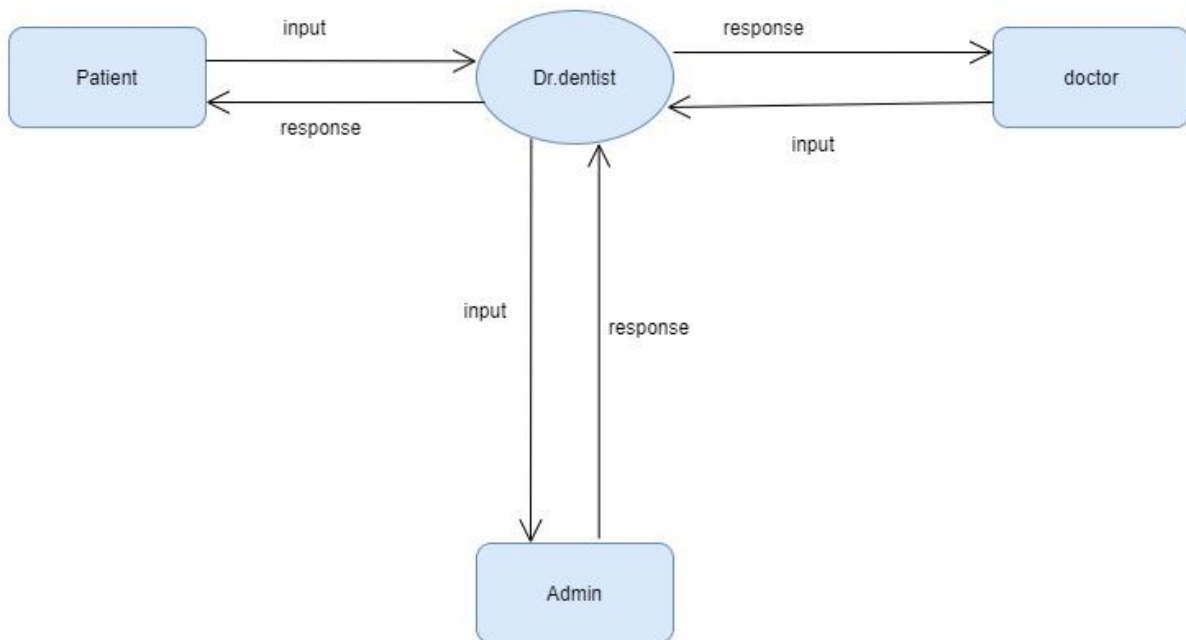 input
response
Patient
Dr.dentist
doctor
response
input
input
response
Admin